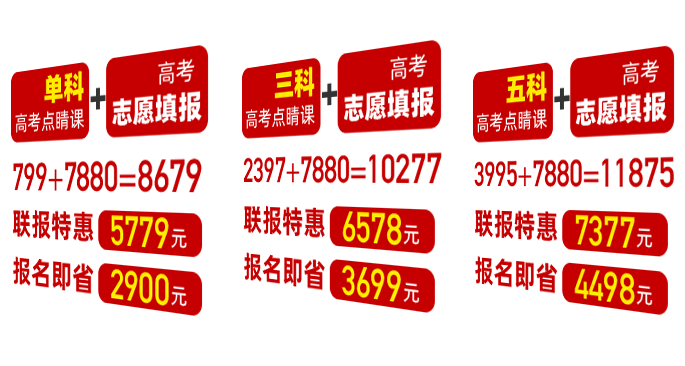 单科
高考点睛课
+
高考
志愿填报
799+7880=8679
联报特惠 5779元
报名即省 2900元
三科
高考点睛课
+
高考
志愿填报
2397+7880=10277
联报特惠 6578元
报名即省 3699元
五科
高考点睛课
+
高考
志愿填报
3995+7880=11875
联报特惠 7377元
报名即省 4498元